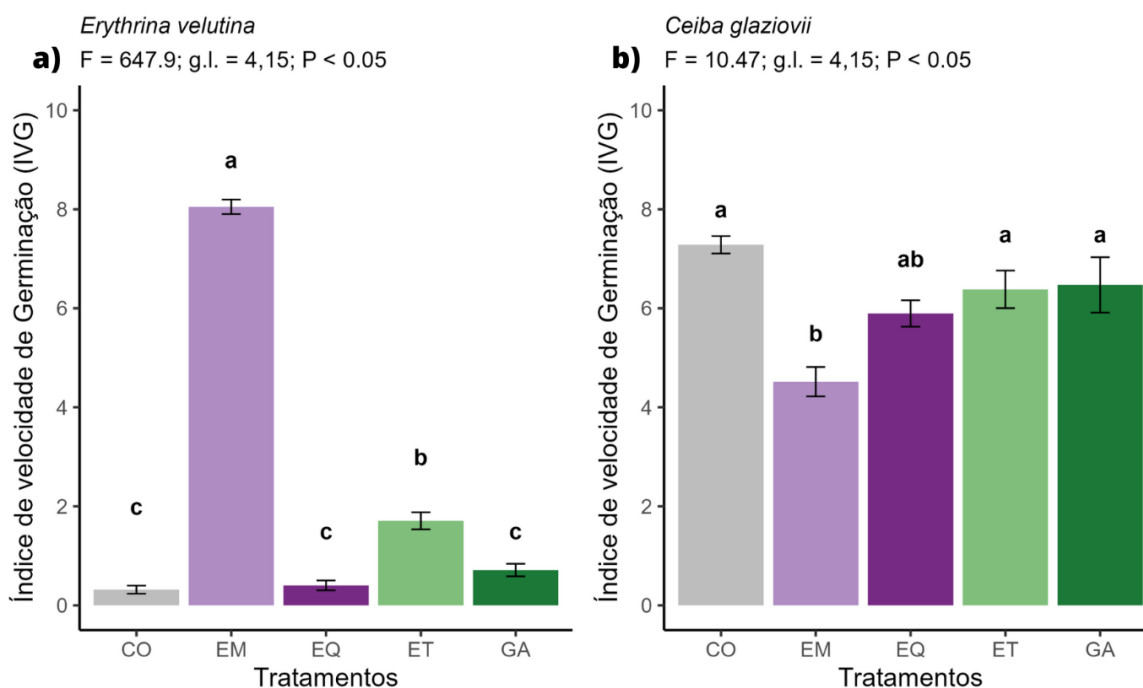 Erythrina velutina
a) F = 647.9; g.l. = 4,15; P < 0.05
Índice de velocidade de Germinação (IVG)
10
8
6
4
2
0
c
a
c
b
c
CO EM EQ ET GA
Tratamentos
Ceiba glaziovii
b) F = 10.47; g.l. = 4,15; P < 0.05
Índice de velocidade de Germinação (IVG)
10
8
6
4
2
0
a
b
ab
a
a
CO EM EQ ET GA
Tratamentos